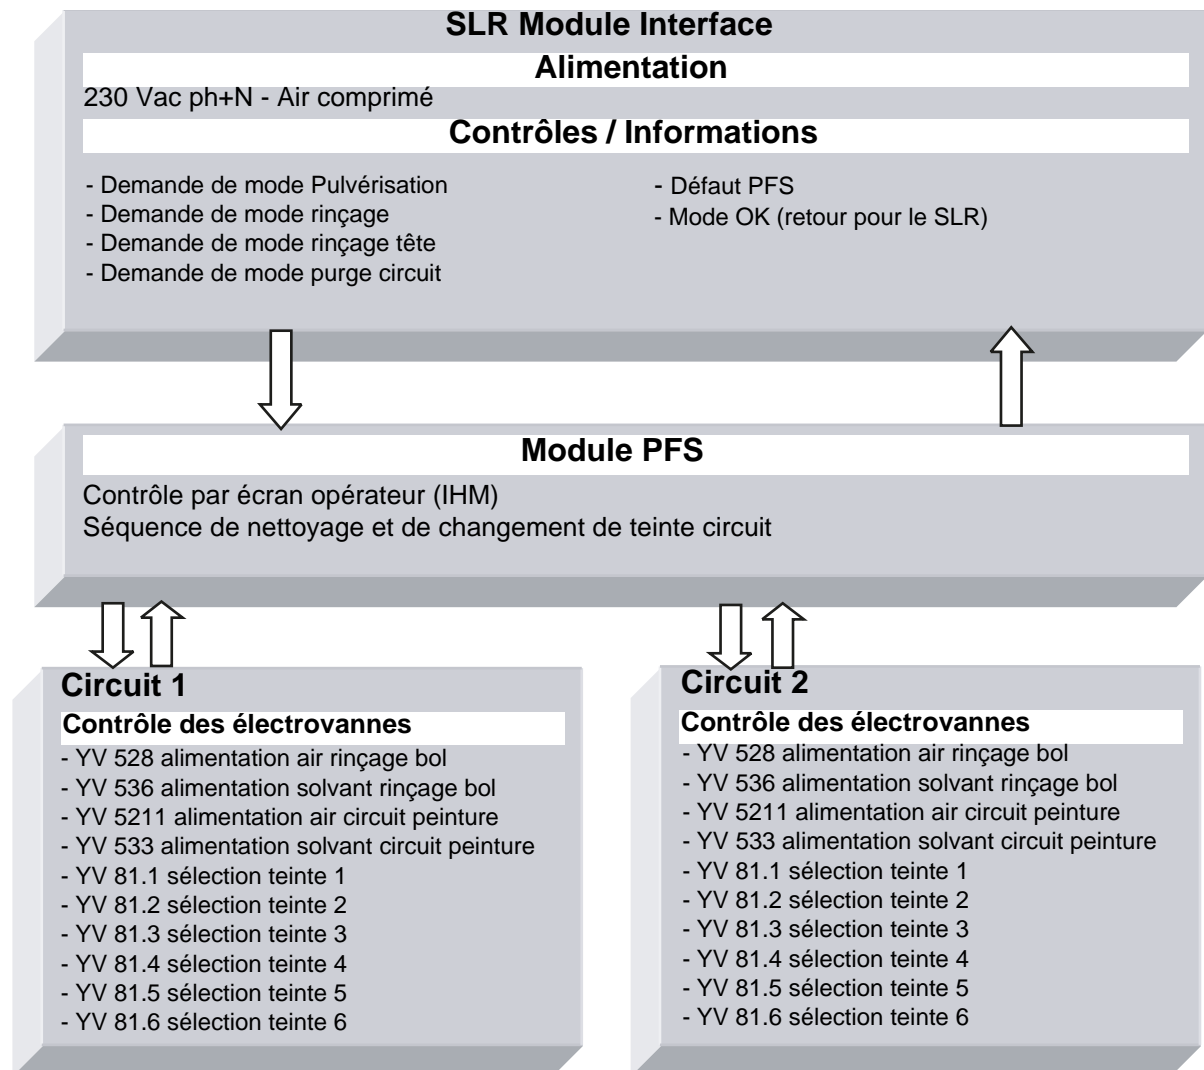 SLR Module Interface
Alimentation
230 Vac ph+N - Air comprimé
Contrôles / Informations
- Demande de mode Pulvérisation
- Demande de mode rinçage
- Demande de mode rinçage tête
- Demande de mode purge circuit
- Défaut PFS
- Mode OK (retour pour le SLR)
Module PFS
Contrôle par écran opérateur (IHM)
Séquence de nettoyage et de changement de teinte circuit
Circuit 1
Contrôle des électrovannes
- YV 528 alimentation air rinçage bol
- YV 536 alimentation solvant rinçage bol
- YV 5211 alimentation air circuit peinture
- YV 533 alimentation solvant circuit peinture
- YV 81.1 sélection teinte 1
- YV 81.2 sélection teinte 2
- YV 81.3 sélection teinte 3
- YV 81.4 sélection teinte 4
- YV 81.5 sélection teinte 5
- YV 81.6 sélection teinte 6
Circuit 2
Contrôle des électrovannes
- YV 528 alimentation air rinçage bol
- YV 536 alimentation solvant rinçage bol
- YV 5211 alimentation air circuit peinture
- YV 533 alimentation solvant circuit peinture
- YV 81.1 sélection teinte 1
- YV 81.2 sélection teinte 2
- YV 81.3 sélection teinte 3
- YV 81.4 sélection teinte 4
- YV 81.5 sélection teinte 5
- YV 81.6 sélection teinte 6